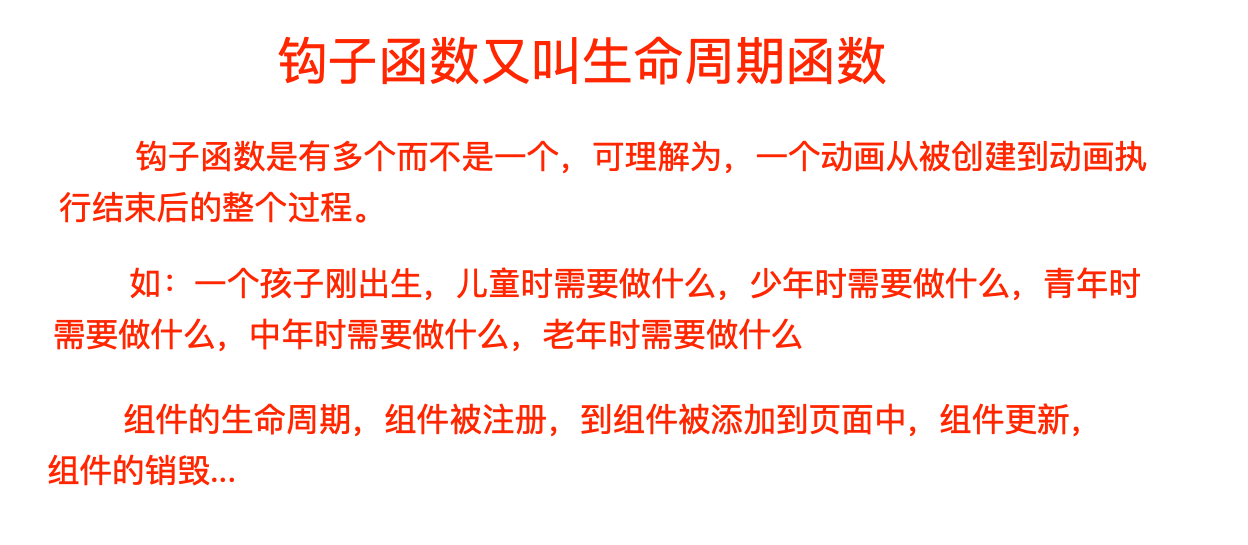 钩子函数又叫生命周期函数
钩子函数是有多个而不是一个，可理解为，一个动画从被创建到动画执
行结束后的整个过程。
如：一个孩子刚出生，儿童时需要做什么，少年时需要做什么，青年时
需要做什么，中年时需要做什么，老年时需要做什么
组件的生命周期，组件被注册，到组件被添加到页面中，组件更新，
组件的销毁...